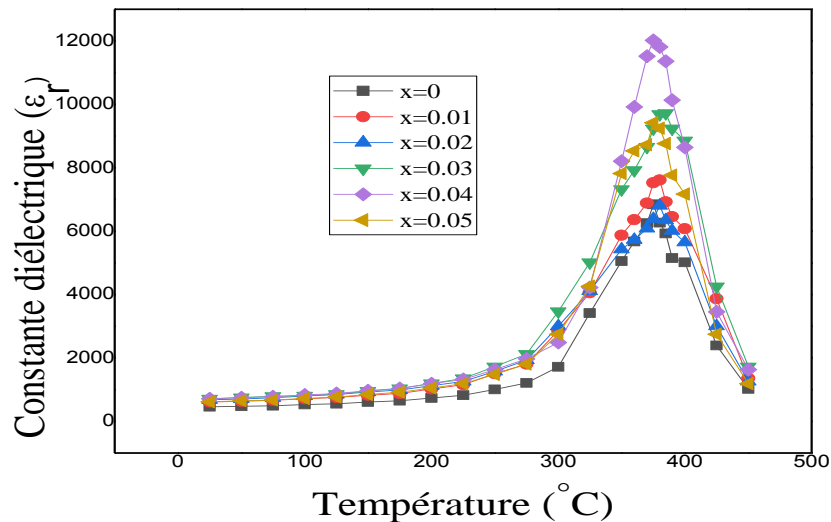 Constante diélectrique (ε_r)
12000
10000
8000
6000
4000
2000
0
x=0
x=0.01
x=0.02
x=0.03
x=0.04
x=0.05
0 100 200 300 400 500
Température (°C)